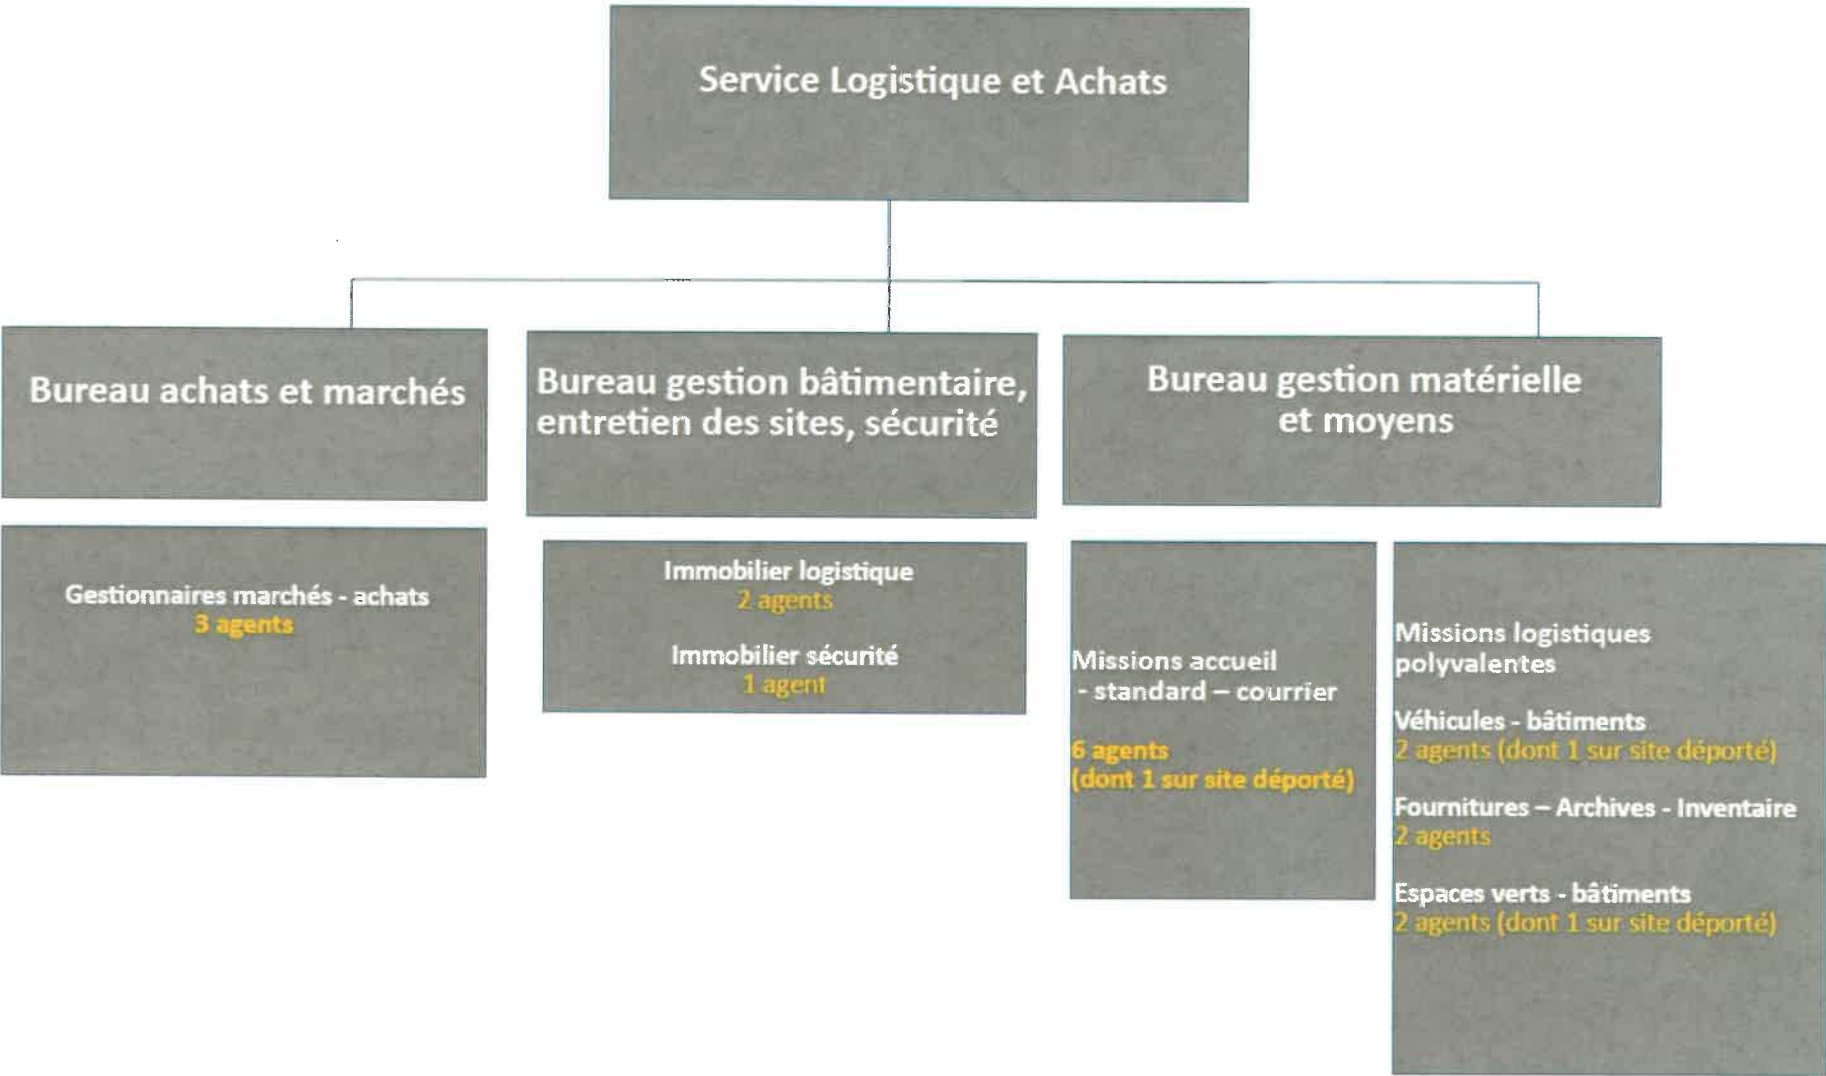 Service Logistique et Achats
Bureau achats et marchés
Bureau gestion bâtimentaire,
entretien des sites, sécurité
Bureau gestion matérielle
et moyens
Gestionnaires marchés - achats
3 agents
Immobilier logistique
2 agents
Immobilier sécurité
1 agent
Missions accueil
- standard – courrier
6 agents
(dont 1 sur site déporté)
Missions logistiques
polyvalentes
Véhicules - bâtiments
2 agents (dont 1 sur site déporté)
Fournitures – Archives - Inventaire
2 agents
Espaces verts - bâtiments
2 agents (dont 1 sur site déporté)